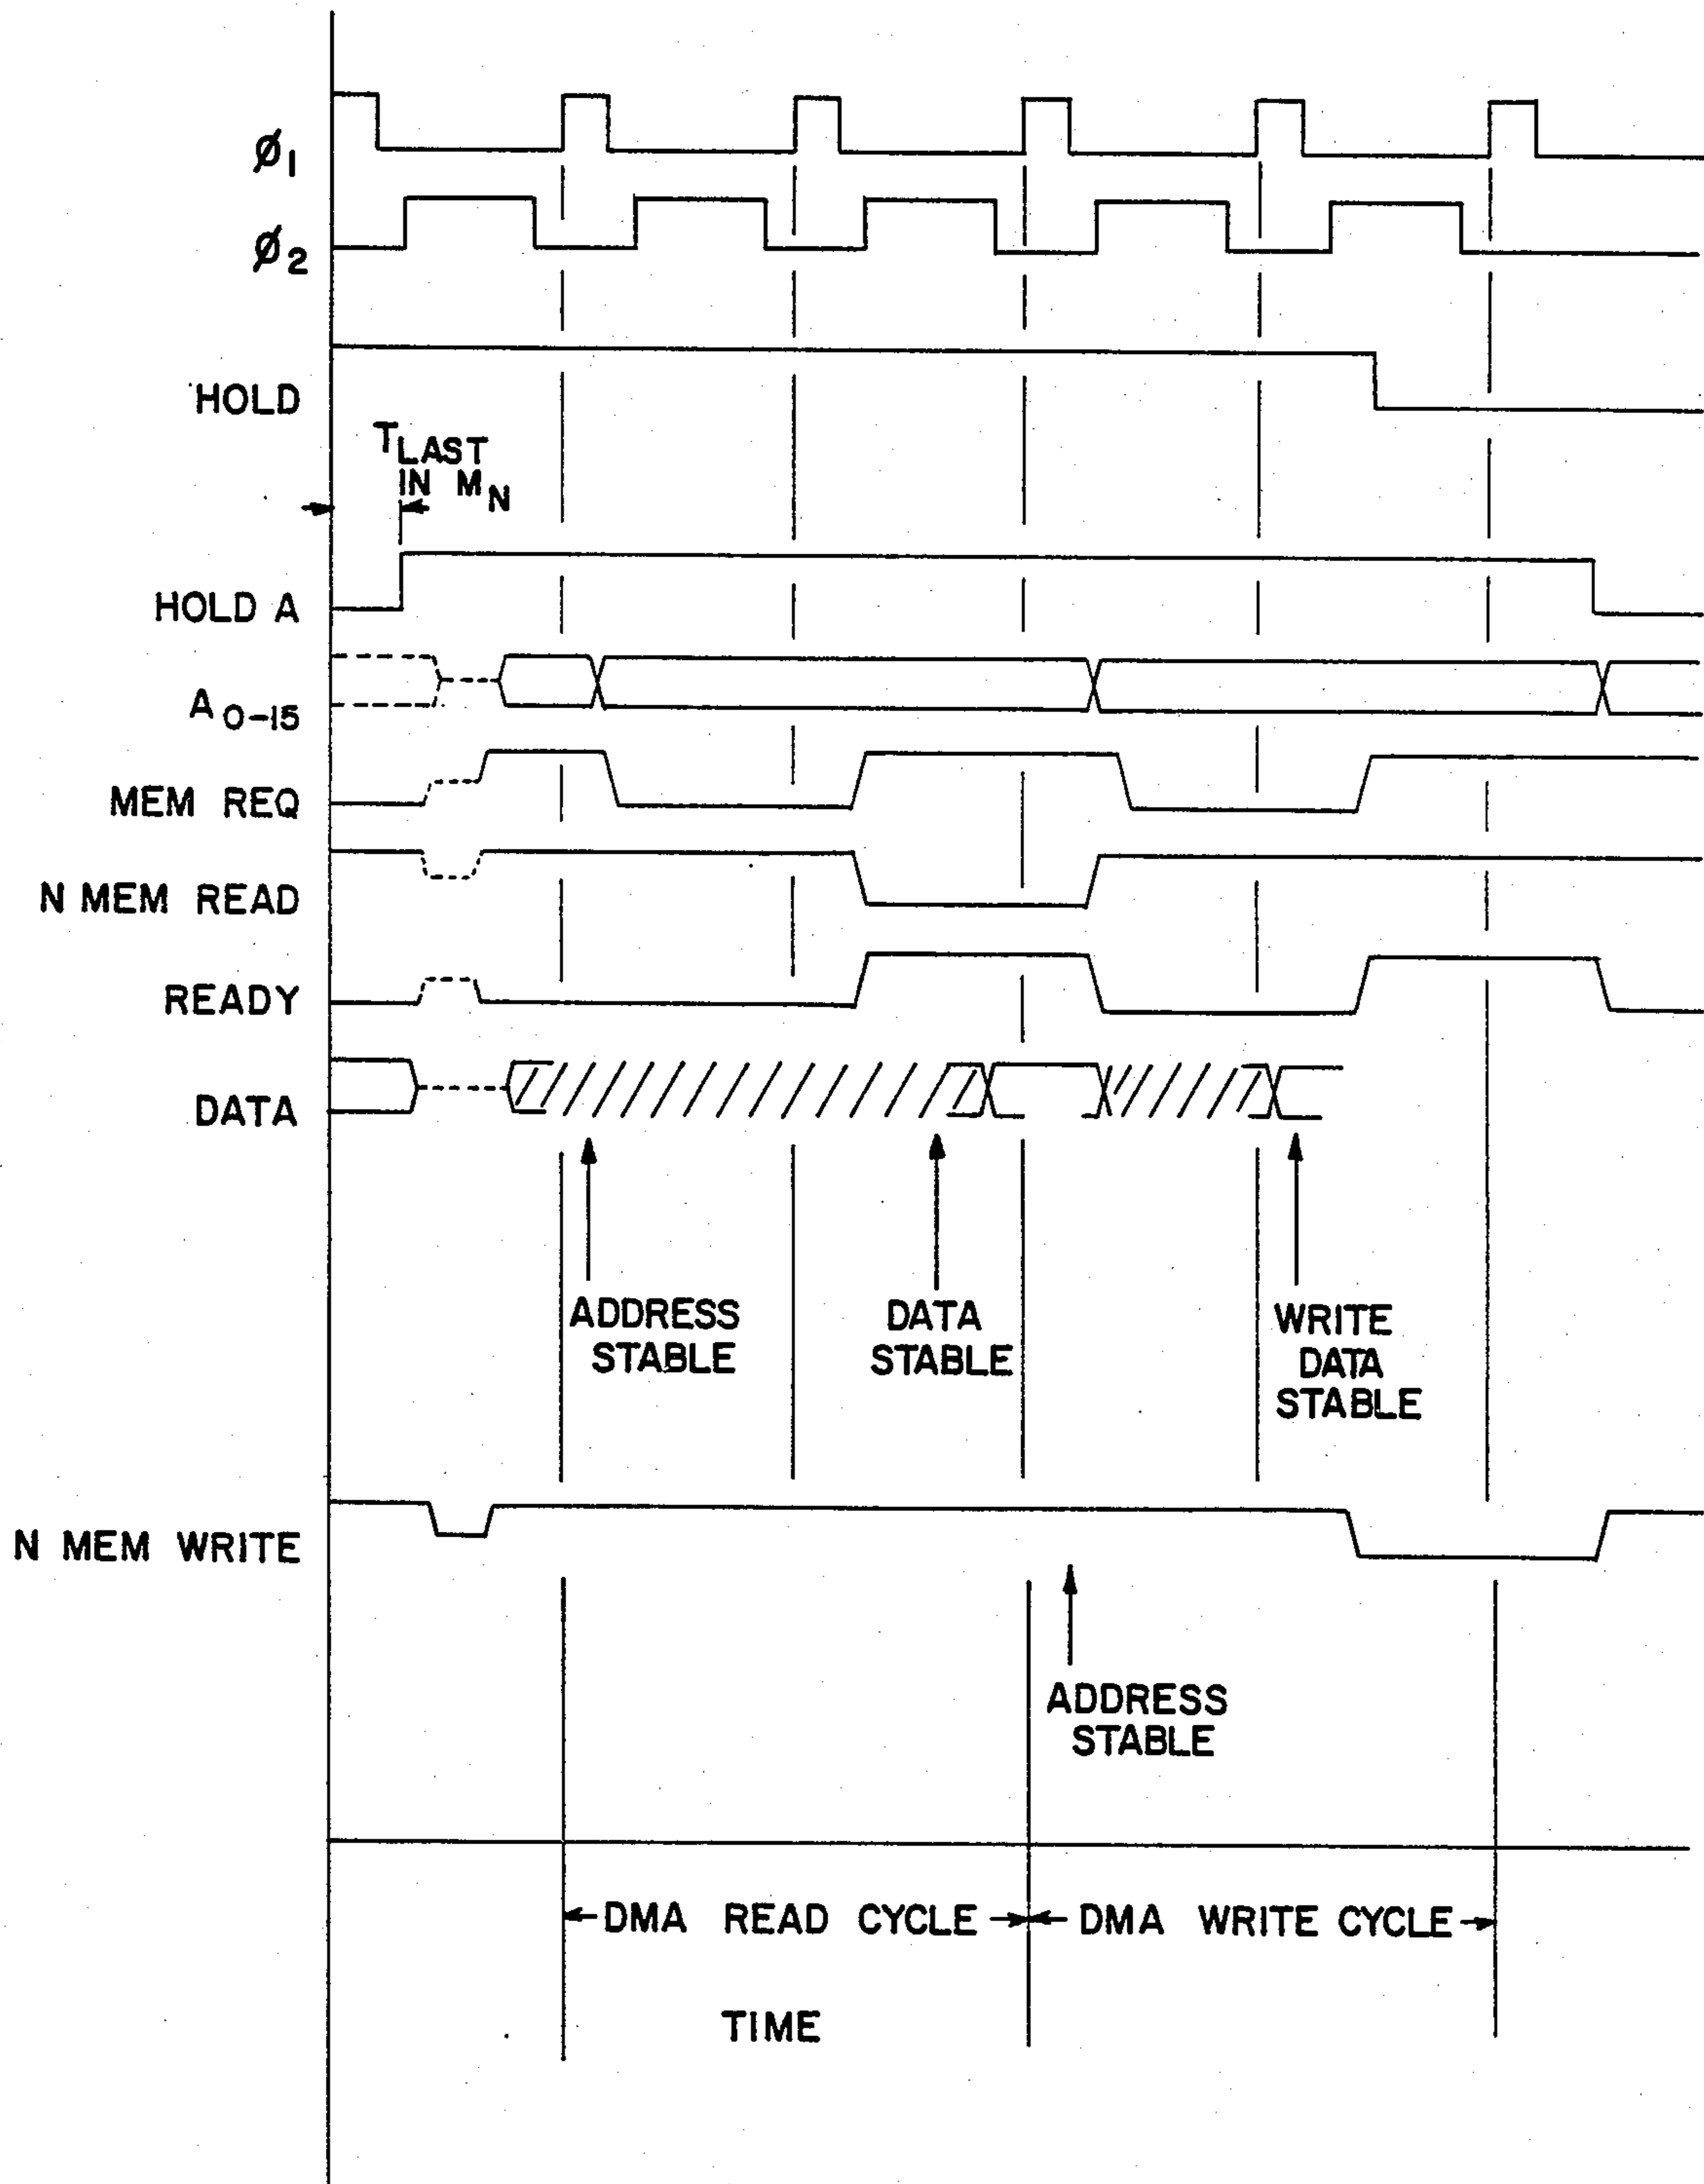 Ø1
Ø2
HOLD
TLAST
IN MN
HOLD A
A0-15
MEM REQ
N MEM READ
READY
DATA
ADDRESS
STABLE
DATA
STABLE
WRITE
DATA
STABLE
N MEM WRITE
ADDRESS
STABLE
DMA READ CYCLE
DMA WRITE CYCLE
TIME